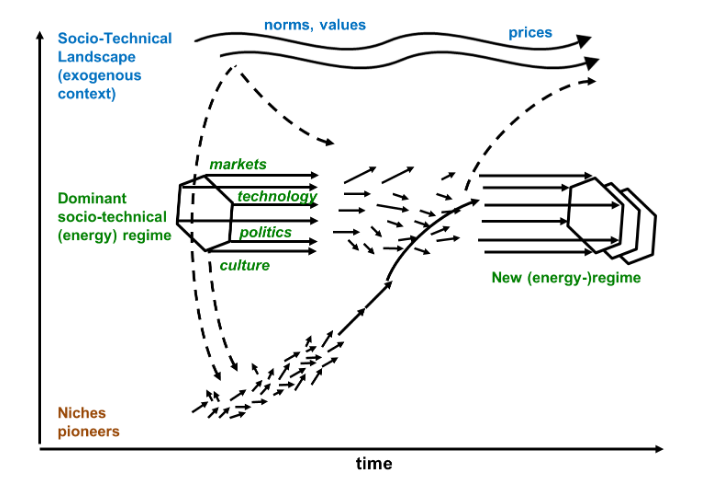 norms, values
prices
Socio-Technical
Landscape
(exogenous
context)
markets
technology
politics
culture
Dominant
socio-technical
(energy) regime
New (energy-)regime
Niches
pioneers
time